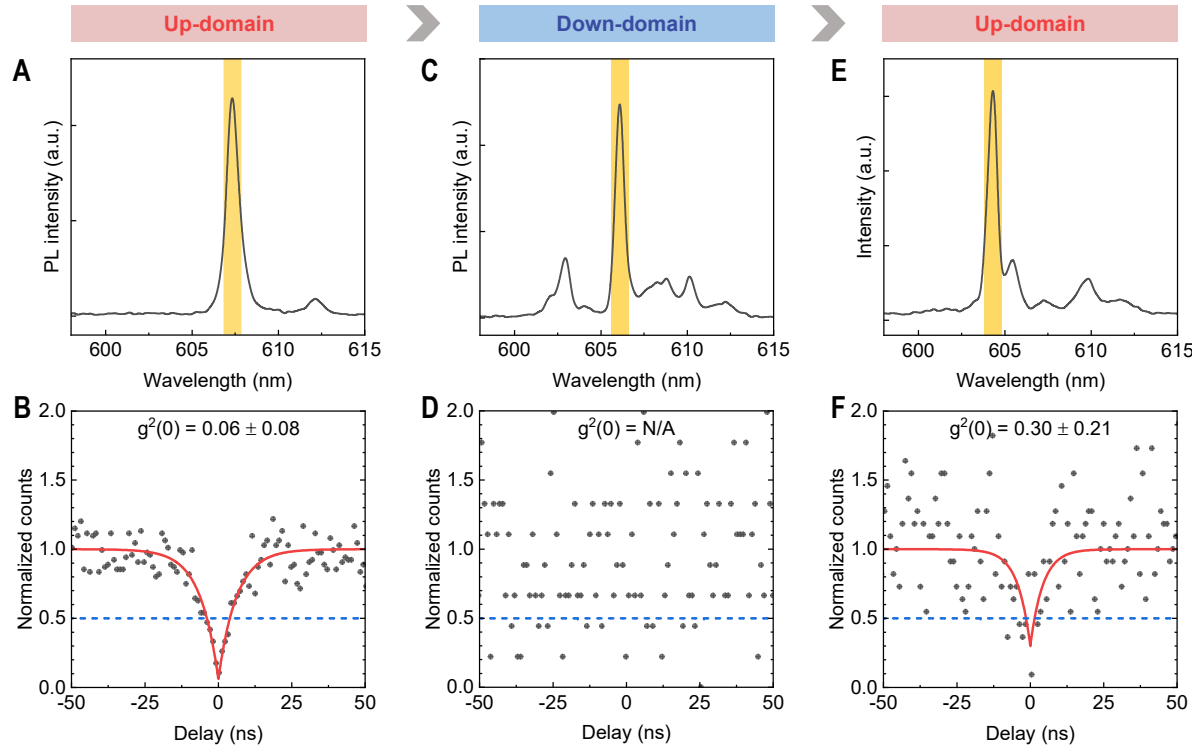 Up-domain
Down-domain
Up-domain
A
PL intensity (a.u.)
600 605 610 615
Wavelength (nm)
C
PL intensity (a.u.)
600 605 610 615
Wavelength (nm)
E
Intensity (a.u.)
600 605 610 615
Wavelength (nm)
B
g²(0) = 0.06 ± 0.08
Normalized counts
2.0
1.5
1.0
0.5
0.0
-50 -25 0 25 50
Delay (ns)
D
g²(0) = N/A
Normalized counts
2.0
1.5
1.0
0.5
0.0
-50 -25 0 25 50
Delay (ns)
F
g²(0) = 0.30 ± 0.21
Normalized counts
2.0
1.5
1.0
0.5
0.0
-50 -25 0 25 50
Delay (ns)